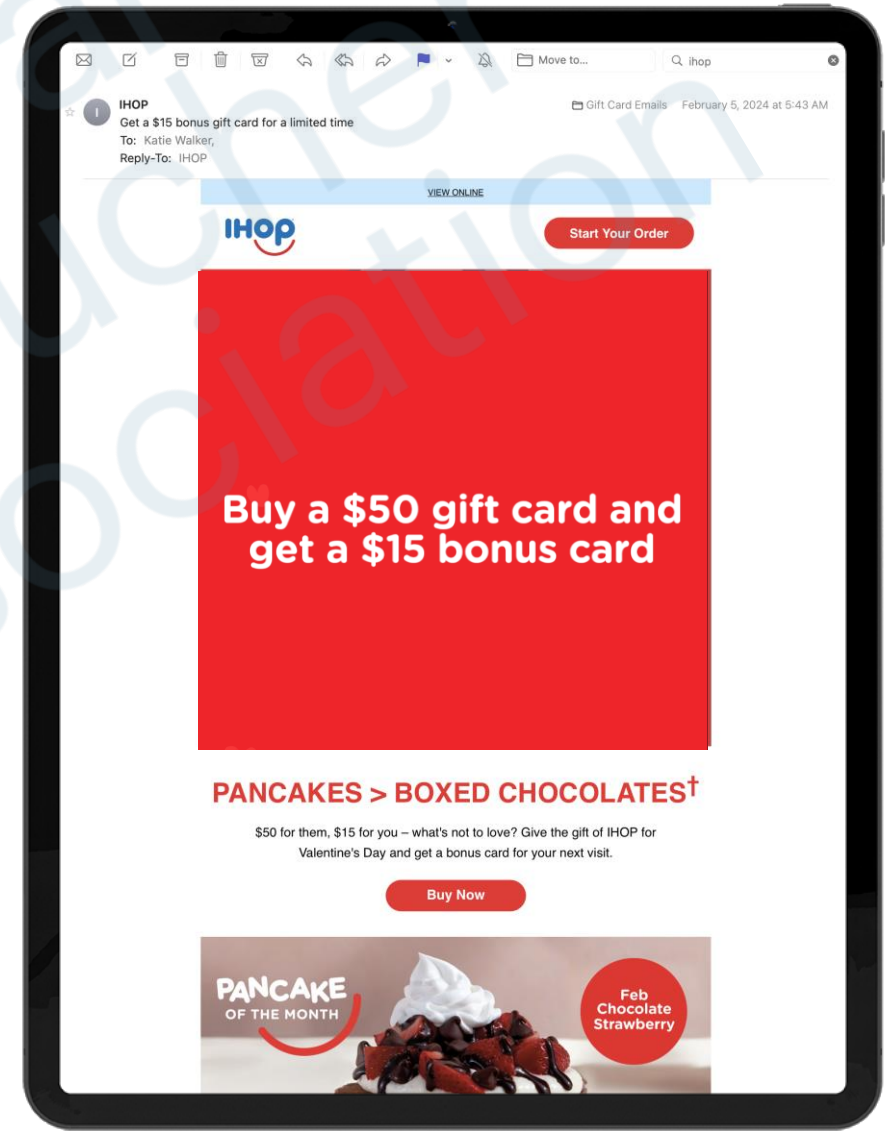 Move to...
ihop
I
IHOP
Gift Card Emails
February 5, 2024 at 5:43 AM
Get a $15 bonus gift card for a limited time
To: Katie Walker,
Reply-To: IHOP
VIEW ONLINE
IHOP
Start Your Order
Buy a $50 gift card and
get a $15 bonus card
PANCAKES > BOXED CHOCOLATES†
$50 for them, $15 for you – what's not to love? Give the gift of IHOP for
Valentine's Day and get a bonus card for your next visit.
Buy Now
PANCAKE
OF THE MONTH
Feb
Chocolate
Strawberry